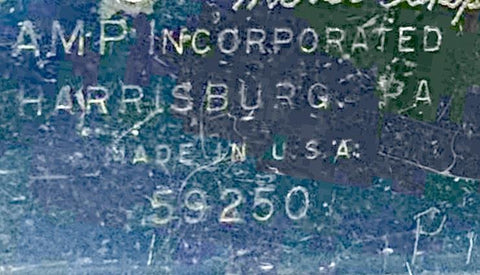 AMP INCORPORATED
HARRISBURG. PA
MADE IN U.S.A.
59250
P